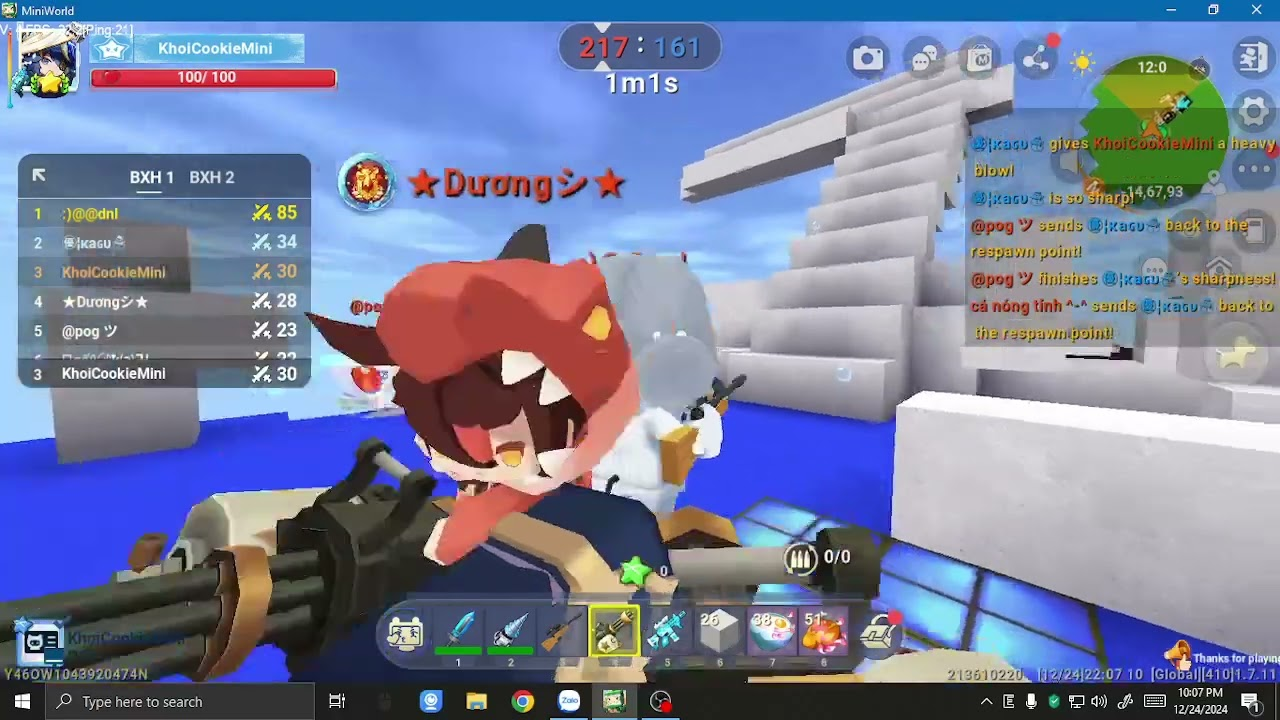 MiniWorld
KhoiCookieMini
100/ 100
217 : 161
1m1s
12:0
-14,67,93
BXH 1 BXH 2
1 :)@@dnl 85
2 34
3 KhoiCookieMini 30
4 ★Dươngシ★ 28
5 @pog ツ 23
3 KhoiCookieMini 30
★Dươngシ★
gives KhoiCookieMini a heavy
blow!
is so sharp!
@pog ツ sends back to the
respawn point!
@pog ツ finishes 's sharpness!
cá nóng tính ^-^ sends back to
the respawn point!
0
0/0
26 38 51
1 2 5 6 7 8
Y46OW1043920474N
Thanks for playing
213610220 |12/24|22:07 10 |Global|410|1.7.11
Type here to search
Zalo
10:07 PM
12/24/2024